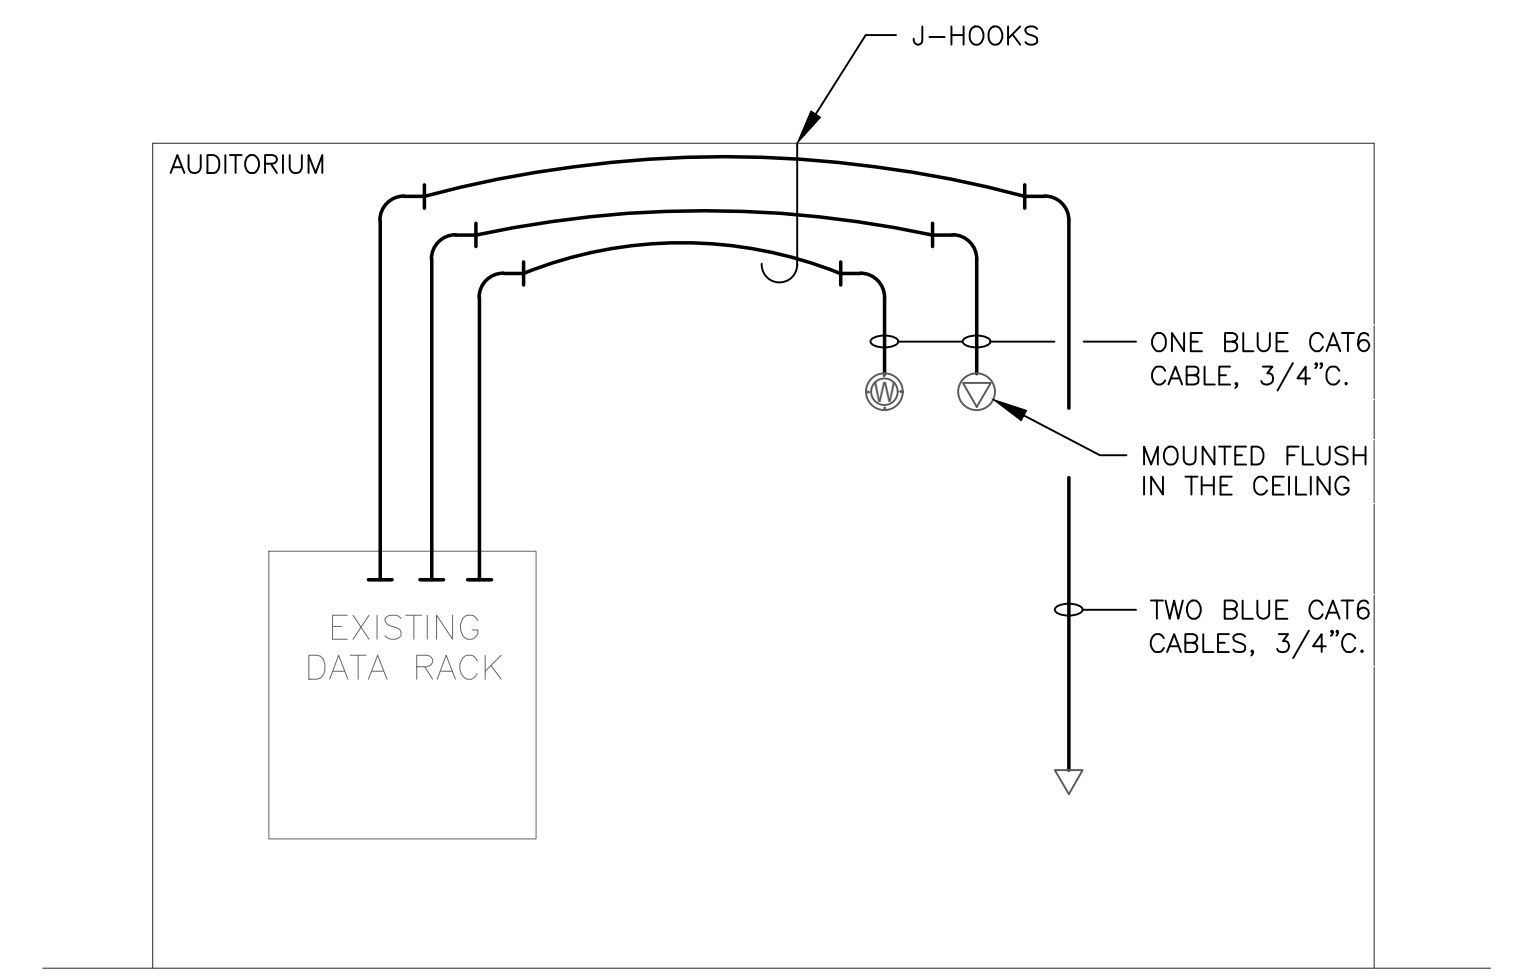 J-HOOKS
AUDITORIUM
ONE BLUE CAT6
CABLE, 3/4"C.
W
MOUNTED FLUSH
IN THE CEILING
EXISTING
DATA RACK
TWO BLUE CAT6
CABLES, 3/4"C.